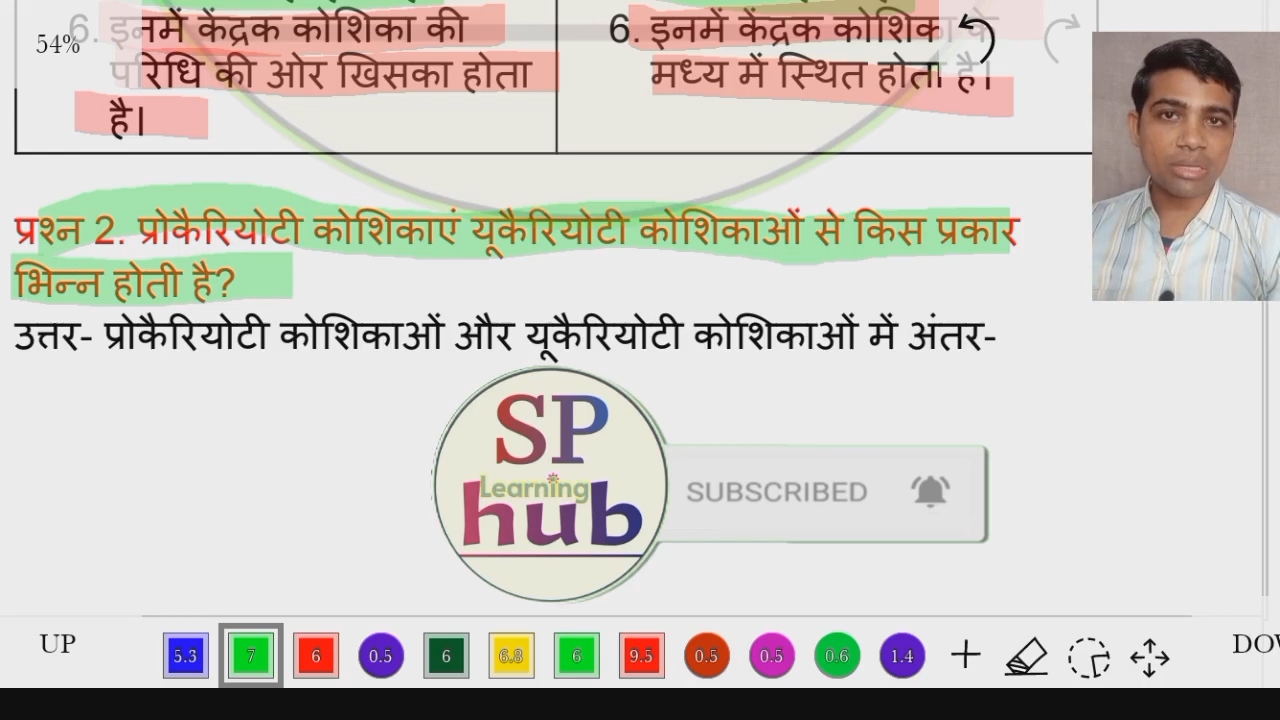 54%
6. इनमें केंद्रक कोशिका की
परिधि की ओर खिसका होता
है।
6. इनमें केंद्रक कोशिका के
मध्य में स्थित होता है।
प्रश्न 2. प्रोकैरियोटी कोशिकाएं यूकैरियोटी कोशिकाओं से किस प्रकार
भिन्न होती है?
उत्तर- प्रोकैरियोटी कोशिकाओं और यूकैरियोटी कोशिकाओं में अंतर-
SP
Learning
hub
SUBSCRIBED
UP
5.3 7 6 0.5 6 6.8 6 9.5 0.5 0.5 0.6 1.4